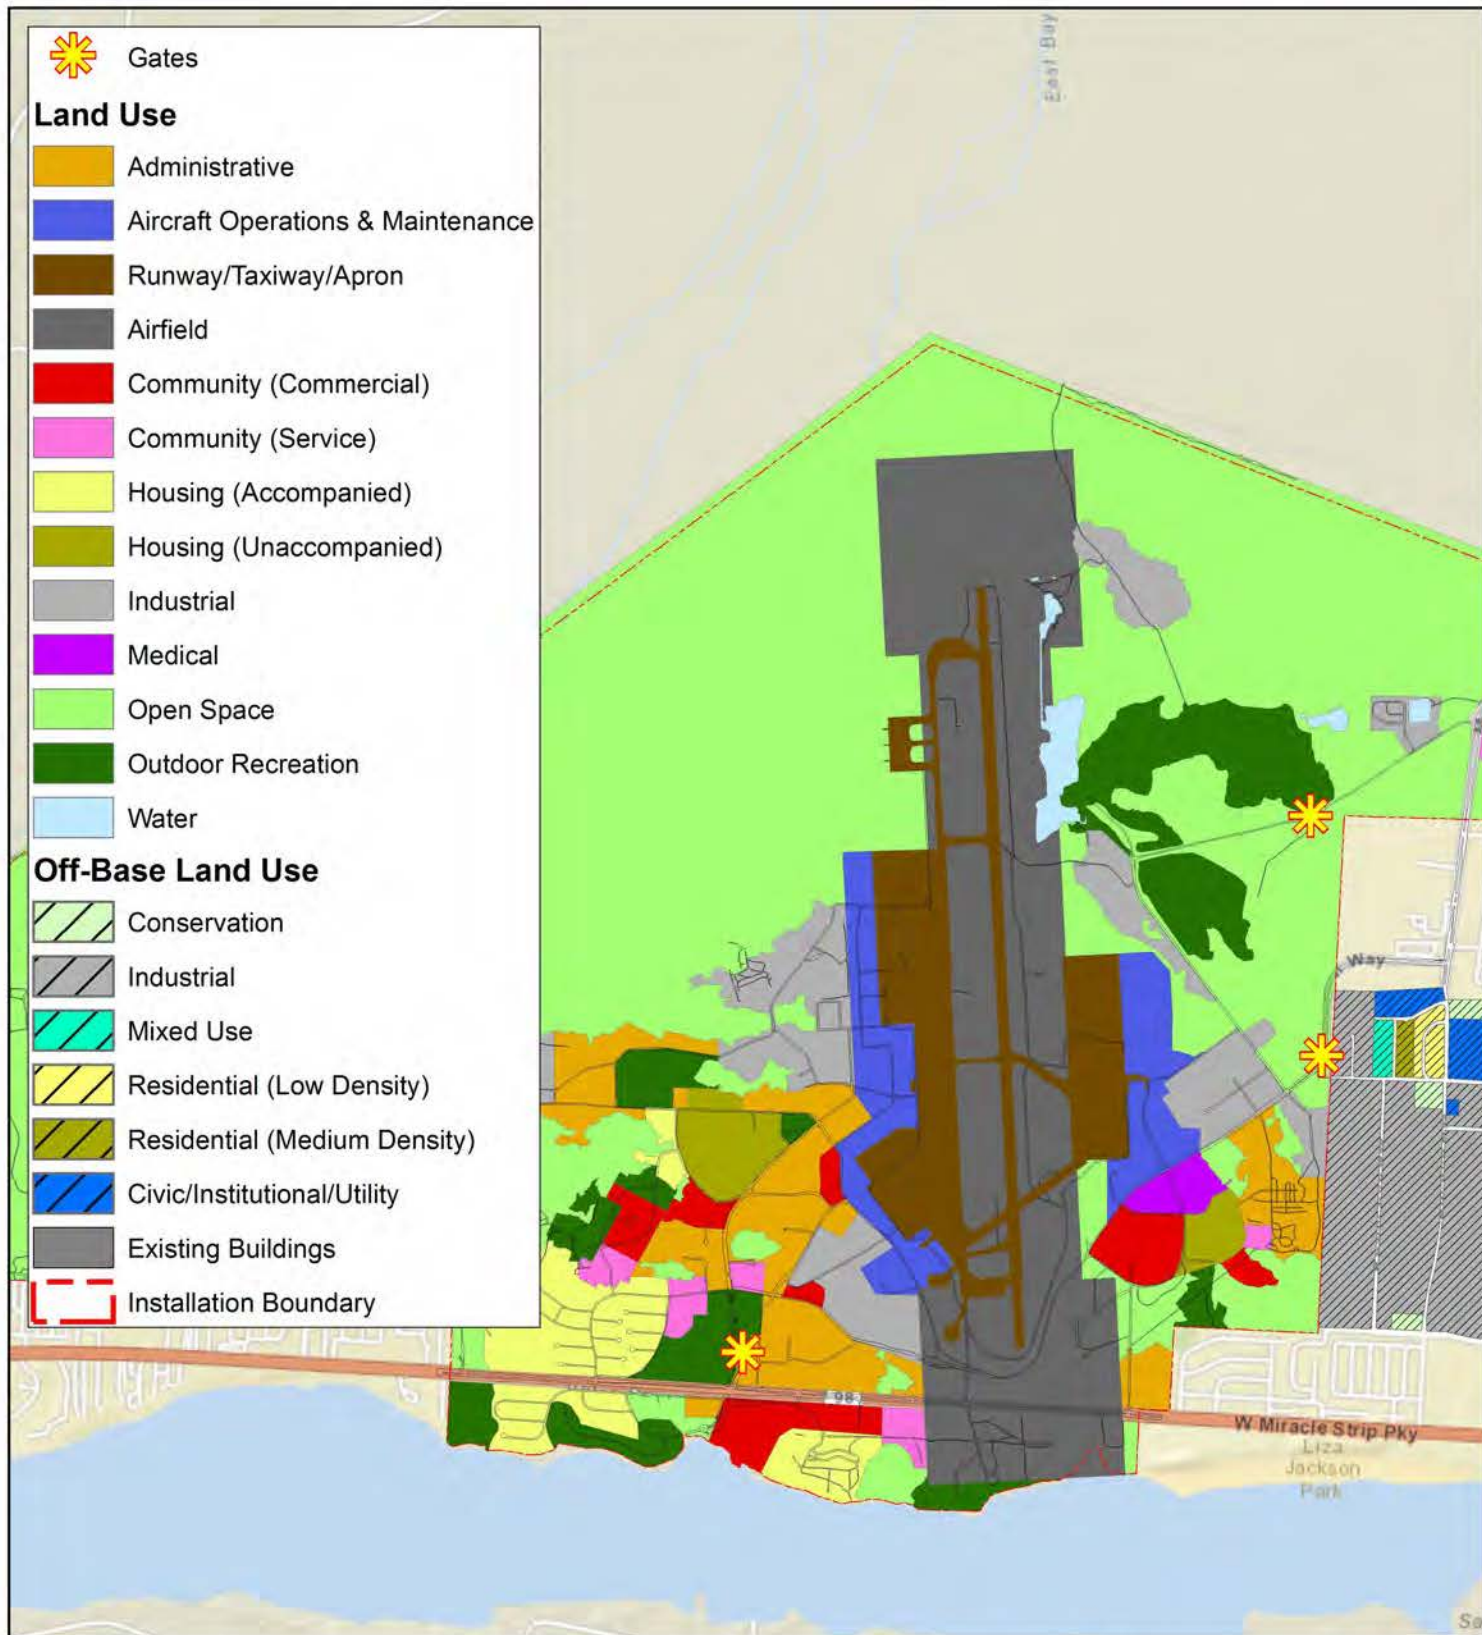 Gates
Land Use
Administrative
Aircraft Operations & Maintenance
Runway/Taxiway/Apron
Airfield
Community (Commercial)
Community (Service)
Housing (Accompanied)
Housing (Unaccompanied)
Industrial
Medical
Open Space
Outdoor Recreation
Water
Off-Base Land Use
Conservation
Industrial
Mixed Use
Residential (Low Density)
Residential (Medium Density)
Civic/Institutional/Utility
Existing Buildings
Installation Boundary
East Bay
Way
98
W Miracle Strip Pky
Liza
Jackson
Park